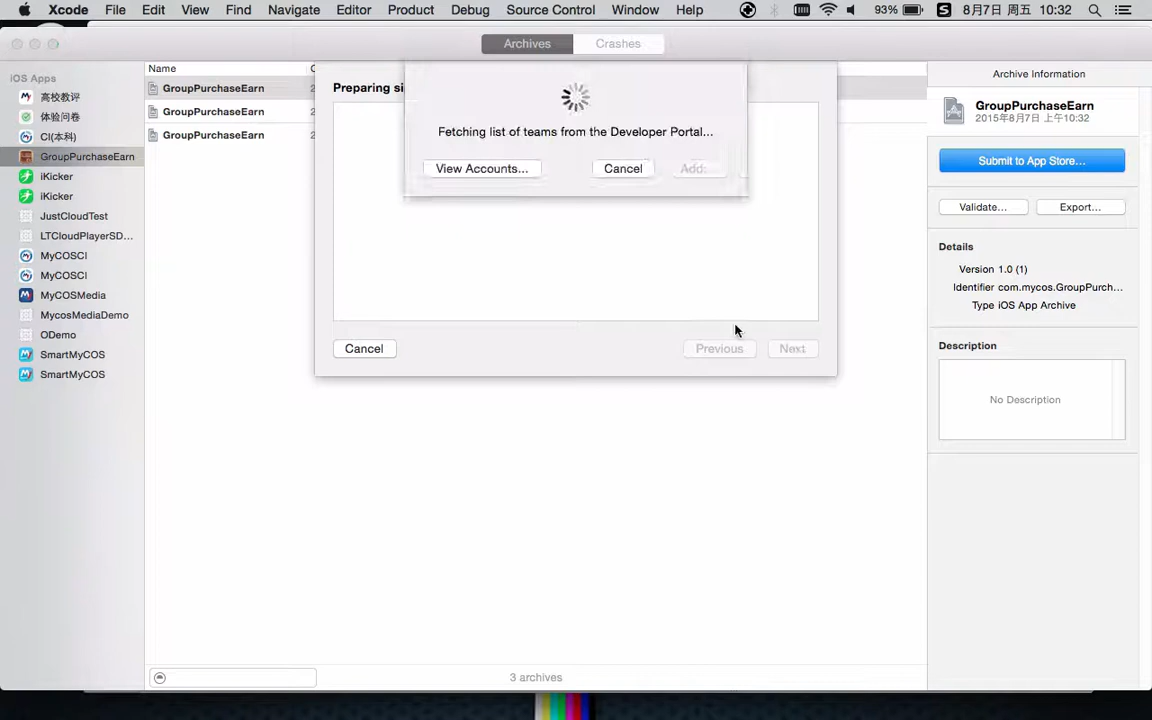 Xcode File Edit View Find Navigate Editor Product Debug Source Control Window Help 93% S 8月7日 周五 10:32
Archives Crashes
iOS Apps
高校教评
体验问卷
CI(本科)
GroupPurchaseEarn
iKicker
iKicker
JustCloudTest
LTCloudPlayerSD...
MyCOSCI
MyCOSCI
MyCOSMedia
MycosMediaDemo
ODemo
SmartMyCOS
SmartMyCOS
Name
GroupPurchaseEarn 2
GroupPurchaseEarn 2
GroupPurchaseEarn 2
Preparing si
Fetching list of teams from the Developer Portal...
View Accounts... Cancel Add:
Cancel Previous Next
3 archives
Archive Information
GroupPurchaseEarn
2015年8月7日 上午10:32
Submit to App Store...
Validate... Export...
Details
Version 1.0 (1)
Identifier com.mycos.GroupPurch...
Type iOS App Archive
Description
No Description